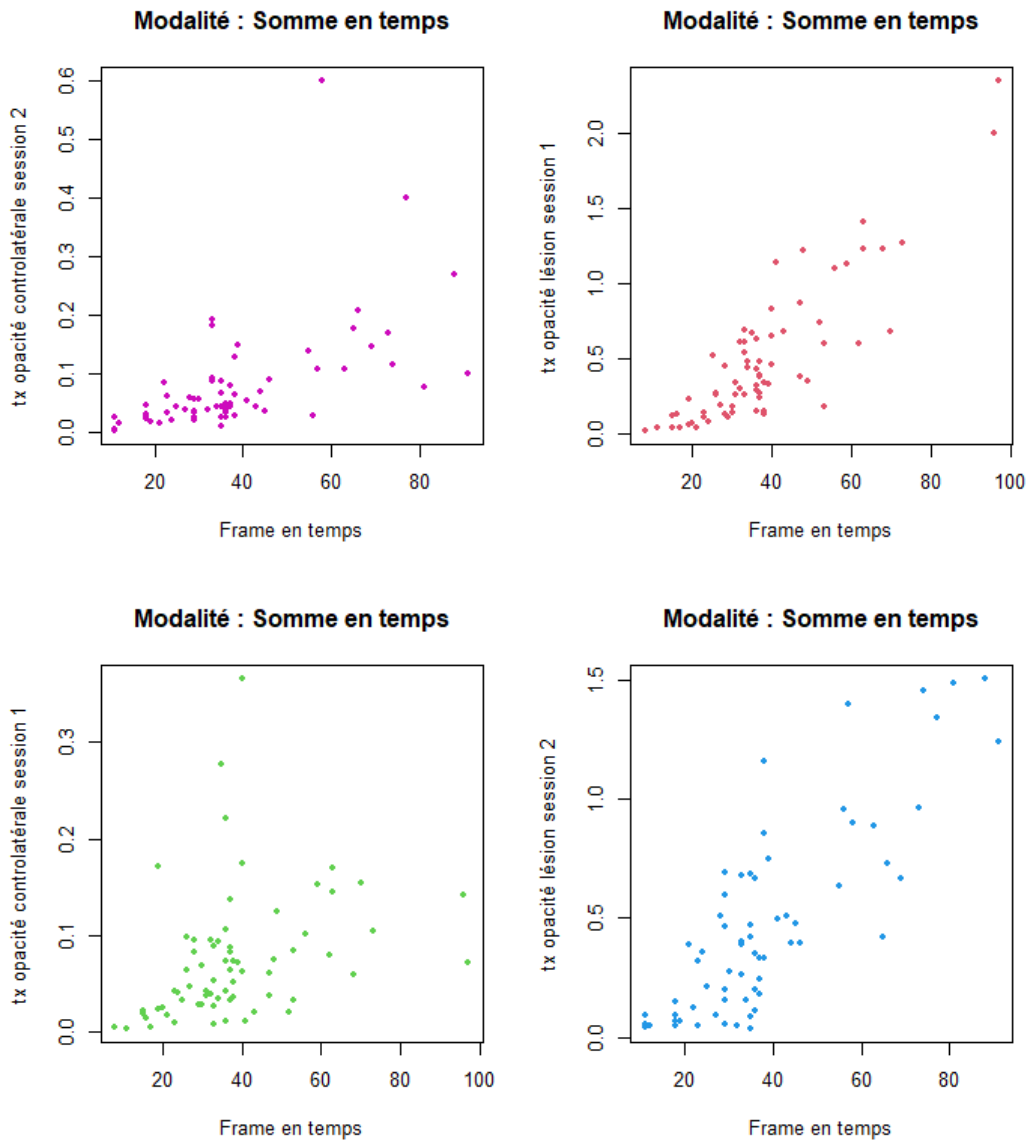 Modalité : Somme en temps
tx opacité controlatérale session 2
0.0 0.1 0.2 0.3 0.4 0.5 0.6
20 40 60 80
Frame en temps
Modalité : Somme en temps
tx opacité lésion session 1
0.0 0.5 1.0 1.5 2.0
20 40 60 80 100
Frame en temps
Modalité : Somme en temps
tx opacité controlatérale session 1
0.0 0.1 0.2 0.3
20 40 60 80 100
Frame en temps
Modalité : Somme en temps
tx opacité lésion session 2
0.0 0.5 1.0 1.5
20 40 60 80
Frame en temps